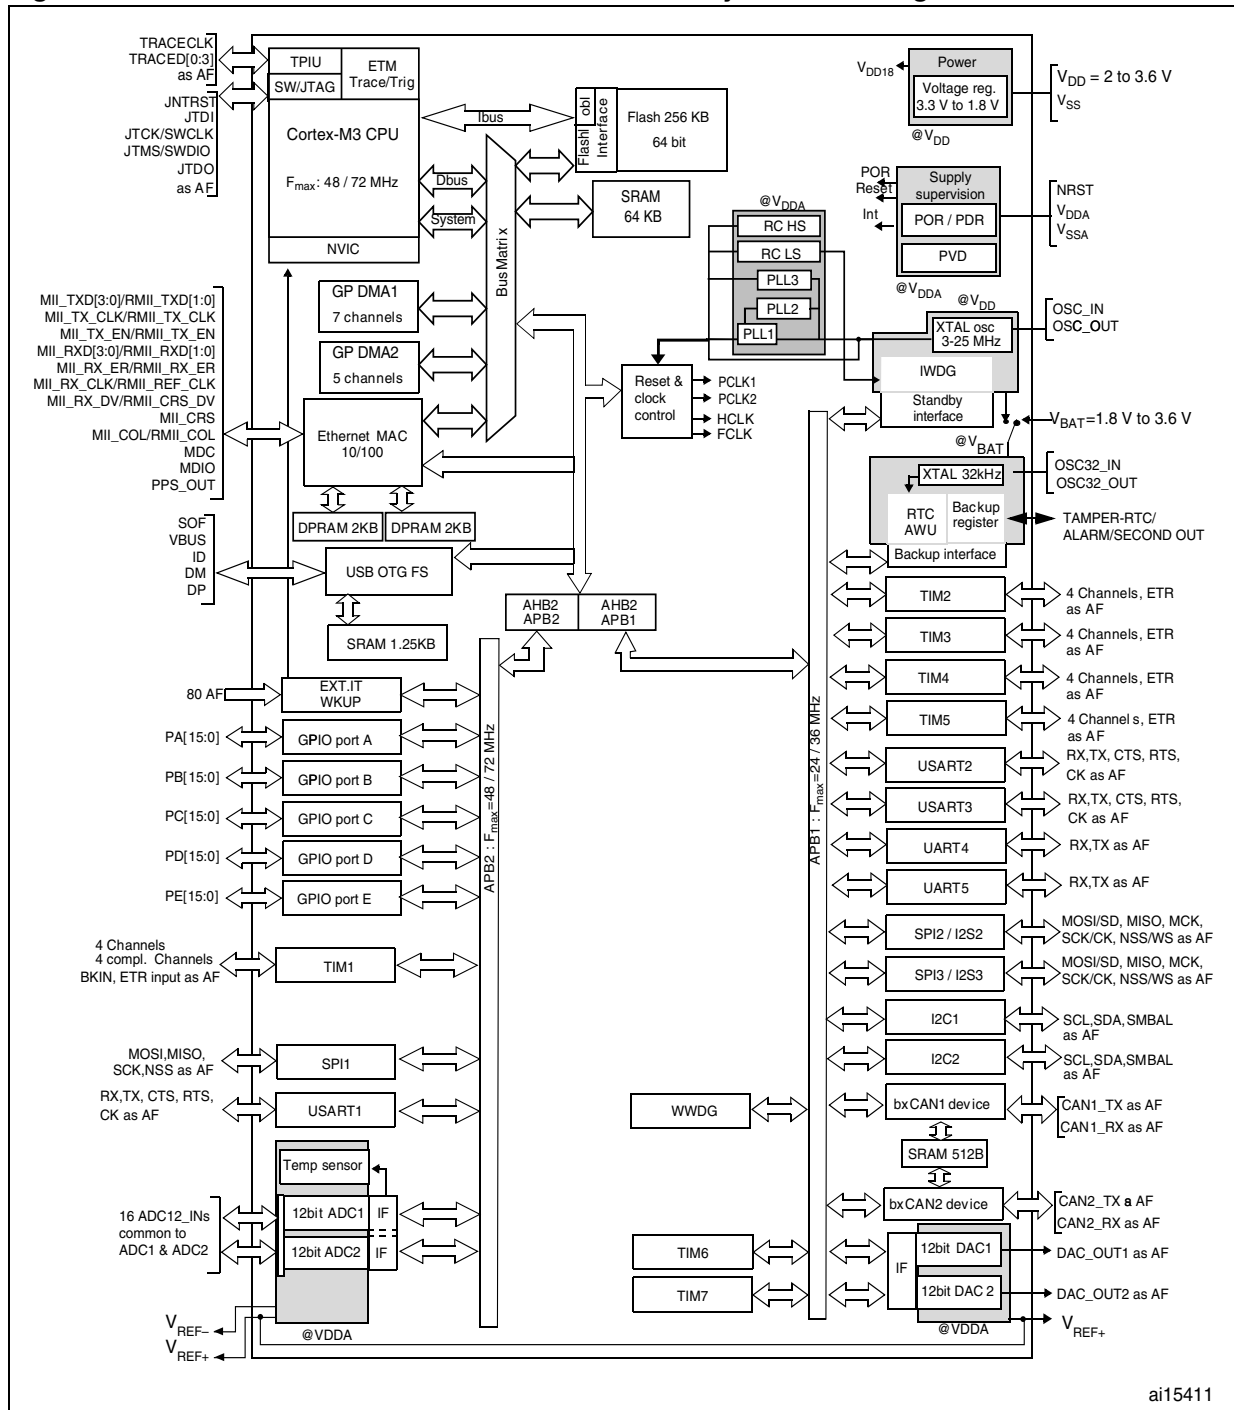 TRACECLK
TRACED[0:3]
as AF
JNTRST
JTDI
JTCK/SWCLK
JTMS/SWDIO
JTDO
as AF
TPIU
SW/JTAG
ETM
Trace/Trig
Cortex-M3 CPU
Fmax: 48 / 72 MHz
NVIC
Ibus
Dbus
System
BusMatrix
Flashl
obl
Interface
Flash 256 KB
64 bit
SRAM
64 KB
GP DMA1
7 channels
GP DMA2
5 channels
MII_TXD[3:0]/RMII_TXD[1:0]
MII_TX_CLK/RMII_TX_CLK
MII_TX_EN/RMII_TX_EN
MII_RXD[3:0]/RMII_RXD[1:0]
MII_RX_ER/RMII_RX_ER
MII_RX_CLK/RMII_REF_CLK
MII_RX_DV/RMII_CRS_DV
MII_CRS
MII_COL/RMII_COL
MDC
MDIO
PPS_OUT
Ethernet MAC
10/100
DPRAM 2KB
DPRAM 2KB
SOF
VBUS
ID
DM
DP
USB OTG FS
SRAM 1.25KB
@VDDA
RC HS
RC LS
PLL3
PLL2
PLL1
Reset &
clock
control
PCLK1
PCLK2
HCLK
FCLK
AHB2
APB2
AHB2
APB1
VDD18
Power
Voltage reg.
3.3 V to 1.8 V
@VDD
VDD = 2 to 3.6 V
VSS
POR
Reset
Int
Supply
supervision
POR / PDR
PVD
@VDDA
NRST
VDDA
VSSA
@VDD
XTAL osc
3-25 MHz
OSC_IN
OSC_OUT
IWDG
Standby
interface
VBAT=1.8 V to 3.6 V
@VBAT
XTAL 32kHz
OSC32_IN
OSC32_OUT
RTC
AWU
Backup
register
TAMPER-RTC/
ALARM/SECOND OUT
Backup interface
80 AF
EXT.IT
WKUP
PA[15:0]
GPIO port A
PB[15:0]
GPIO port B
PC[15:0]
GPIO port C
PD[15:0]
GPIO port D
PE[15:0]
GPIO port E
4 Channels
4 compl. Channels
BKIN, ETR input as AF
TIM1
MOSI,MISO,
SCK,NSS as AF
SPI1
RX,TX, CTS, RTS,
CK as AF
USART1
Temp sensor
16 ADC12_INs
common to
ADC1 & ADC2
12bit ADC1
IF
12bit ADC2
IF
VREF–
VREF+
@VDDA
APB2 : Fmax=48 / 72 MHz
APB1 : Fmax=24 / 36 MHz
WWDG
TIM6
TIM7
TIM2
4 Channels, ETR
as AF
TIM3
4 Channels, ETR
as AF
TIM4
4 Channels, ETR
as AF
TIM5
4 Channels, ETR
as AF
USART2
RX,TX, CTS, RTS,
CK as AF
USART3
RX,TX, CTS, RTS,
CK as AF
UART4
RX,TX as AF
UART5
RX,TX as AF
SPI2 / I2S2
MOSI/SD, MISO, MCK,
SCK/CK, NSS/WS as AF
SPI3 / I2S3
MOSI/SD, MISO, MCK,
SCK/CK, NSS/WS as AF
I2C1
SCL,SDA,SMBAL
as AF
I2C2
SCL,SDA,SMBAL
as AF
bxCAN1 device
CAN1_TX as AF
CAN1_RX as AF
SRAM 512B
bxCAN2 device
CAN2_TX a AF
CAN2_RX as AF
IF
12bit DAC1
DAC_OUT1 as AF
12bit DAC 2
DAC_OUT2 as AF
@VDDA
VREF+
ai15411